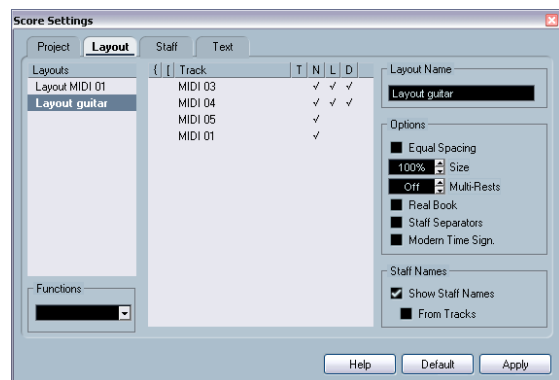 Score Settings
Project Layout Staff Text
Layouts
Layout MIDI 01
Layout guitar
Functions
{ [ Track T N L D
MIDI 03 √ √ √
MIDI 04 √ √ √
MIDI 05 √
MIDI 01 √
Layout Name
Layout guitar
Options
Equal Spacing
100% Size
Off Multi-Rests
Real Book
Staff Separators
Modern Time Sign.
Staff Names
Show Staff Names
From Tracks
Help Default Apply